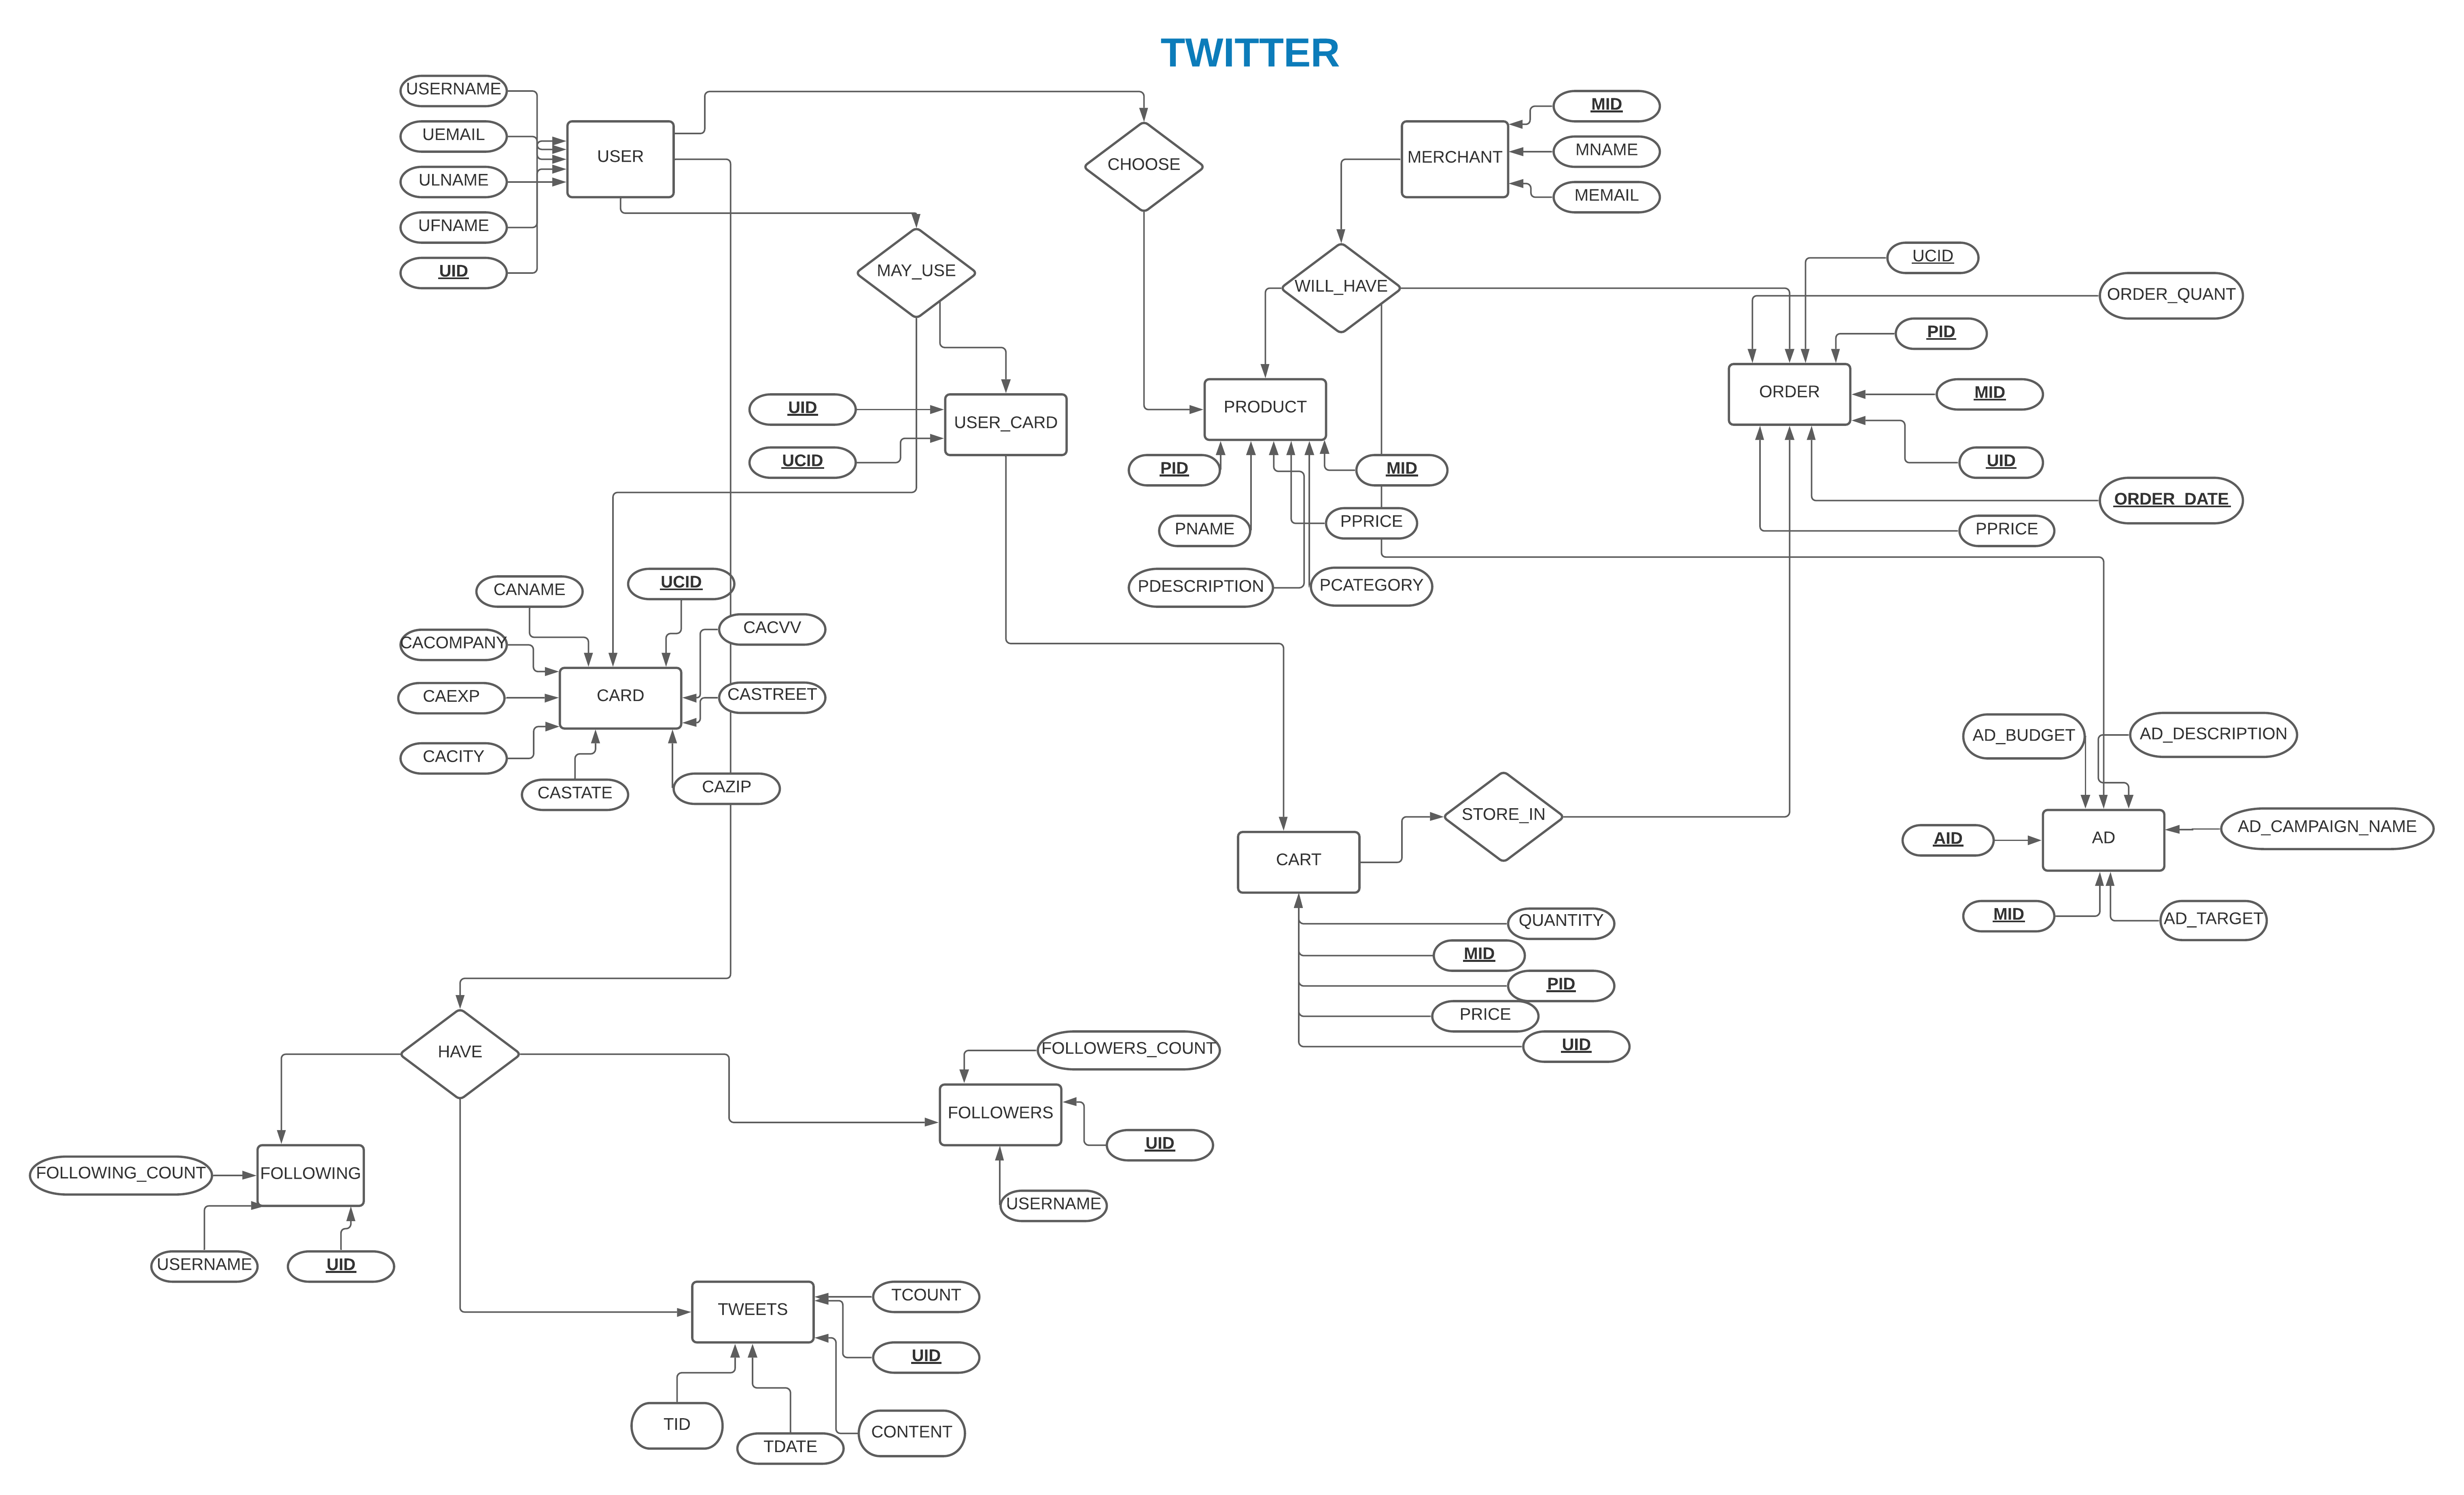 TWITTER
USERNAME
UEMAIL
ULNAME
UFNAME
UID
USER
CHOOSE
MERCHANT
MID
MNAME
MEMAIL
MAY_USE
WILL_HAVE
UCID
ORDER_QUANT
PID
ORDER
MID
UID
ORDER_DATE
PPRICE
UID
UCID
USER_CARD
PRODUCT
PID
MID
PNAME
PPRICE
PDESCRIPTION
PCATEGORY
CANAME
UCID
CACOMPANY
CACVV
CAEXP
CARD
CASTREET
CACITY
CASTATE
CAZIP
AD_BUDGET
AD_DESCRIPTION
STORE_IN
CART
AID
AD
AD_CAMPAIGN_NAME
MID
AD_TARGET
QUANTITY
MID
PID
PRICE
UID
HAVE
FOLLOWERS_COUNT
FOLLOWERS
UID
USERNAME
FOLLOWING_COUNT
FOLLOWING
USERNAME
UID
TWEETS
TCOUNT
UID
TID
TDATE
CONTENT